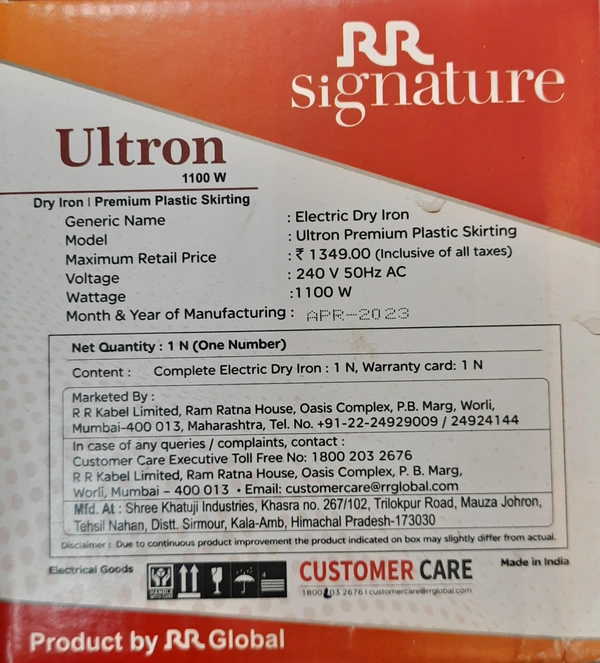 RR
signature
Ultron
1100 W
Dry Iron | Premium Plastic Skirting
Generic Name : Electric Dry Iron
Model : Ultron Premium Plastic Skirting
Maximum Retail Price : ₹ 1349.00 (Inclusive of all taxes)
Voltage : 240 V 50Hz AC
Wattage :1100 W
Month & Year of Manufacturing : APR-2023
Net Quantity : 1 N (One Number)
Content : Complete Electric Dry Iron : 1 N, Warranty card: 1 N
Marketed By :
R R Kabel Limited, Ram Ratna House, Oasis Complex, P.B. Marg, Worli,
Mumbai-400 013, Maharashtra, Tel. No. +91-22-24929009 / 24924144
In case of any queries / complaints, contact :
Customer Care Executive Toll Free No: 1800 203 2676
R R Kabel Limited, Ram Ratna House, Oasis Complex, P. B. Marg,
Worli, Mumbai – 400 013 • Email: customercare@rrglobal.com
Mfd. At : Shree Khatuji Industries, Khasra no. 267/102, Trilokpur Road, Mauza Johron,
Tehsil Nahan, Distt. Sirmour, Kala-Amb, Himachal Pradesh-173030
Disclaimer : Due to continuous product improvement the product indicated on box may slightly differ from actual.
Electrical Goods
HANDLE
WITH CARE
CUSTOMER CARE
1800 203 2676 | customercare@rrglobal.com
Made in India
Product by RR Global